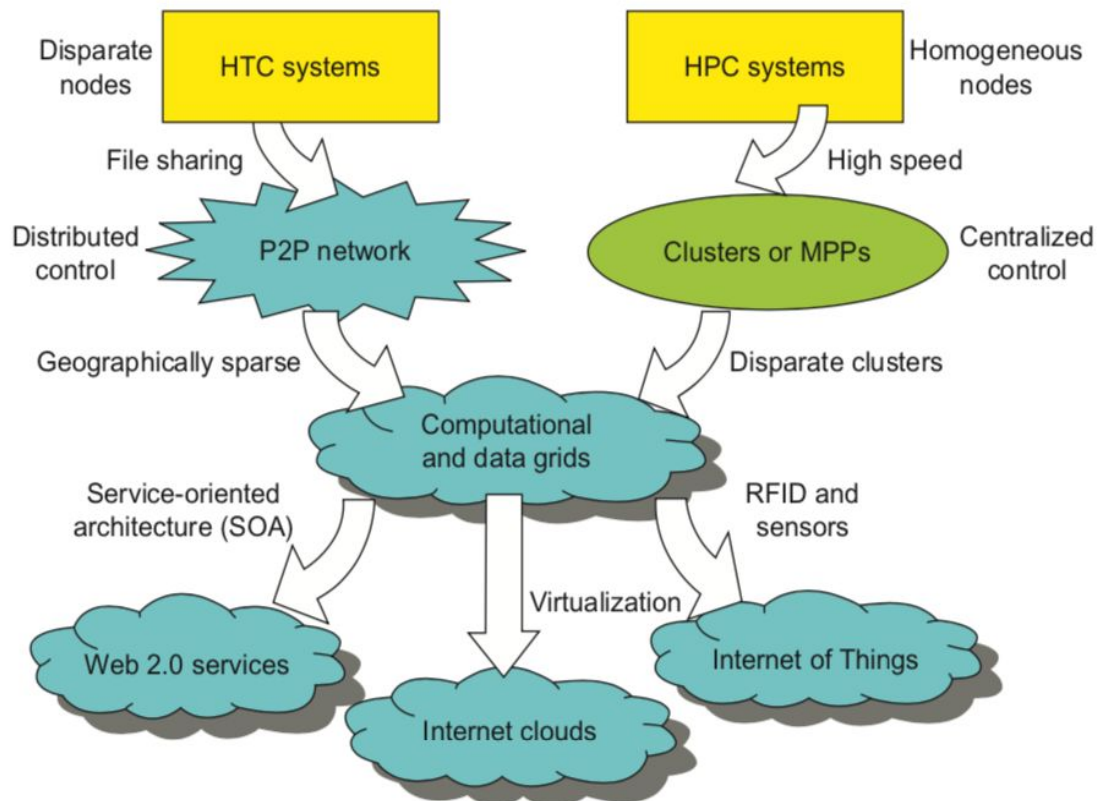 Disparate
nodes
HTC systems
HPC systems
Homogeneous
nodes
File sharing
High speed
Distributed
control
P2P network
Clusters or MPPs
Centralized
control
Geographically sparse
Disparate clusters
Computational
and data grids
Service-oriented
architecture (SOA)
RFID and
sensors
Virtualization
Web 2.0 services
Internet of Things
Internet clouds